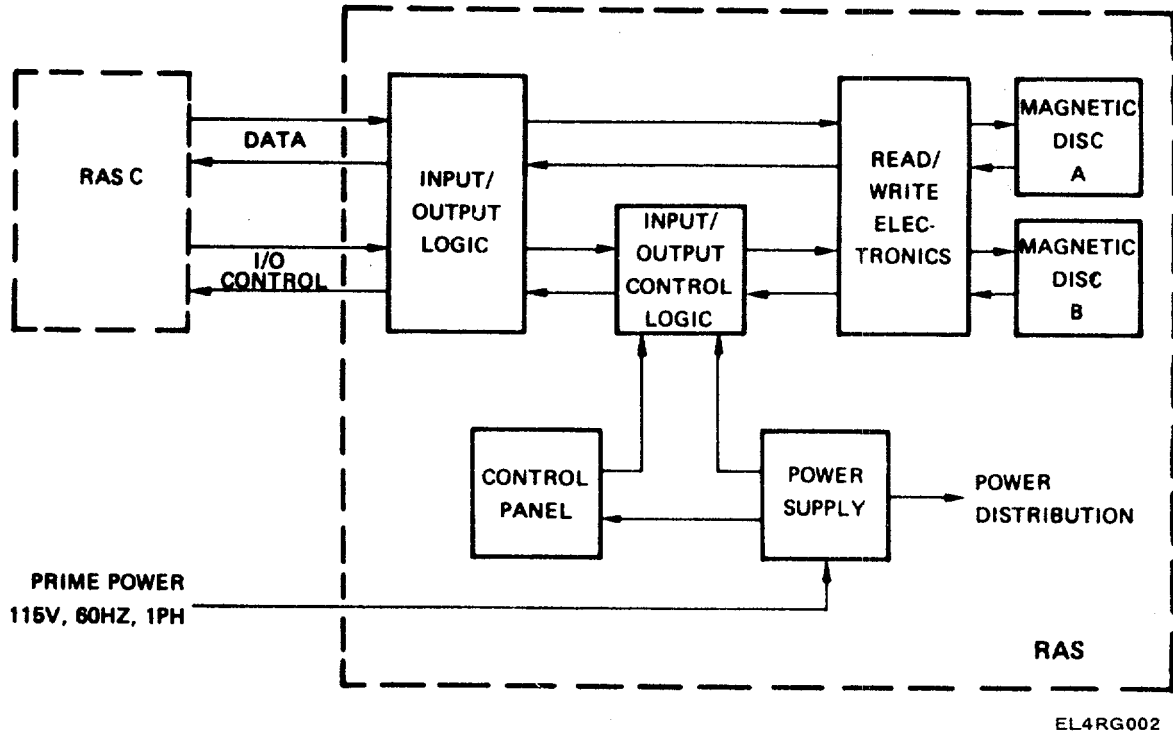 RAS C
DATA
I/O
CONTROL
INPUT/
OUTPUT
LOGIC
INPUT/
OUTPUT
CONTROL
LOGIC
READ/
WRITE
ELEC-
TRONICS
MAGNETIC
DISC
A
MAGNETIC
DISC
B
CONTROL
PANEL
POWER
SUPPLY
POWER
DISTRIBUTION
PRIME POWER
115V, 60HZ, 1PH
RAS
EL4RG002